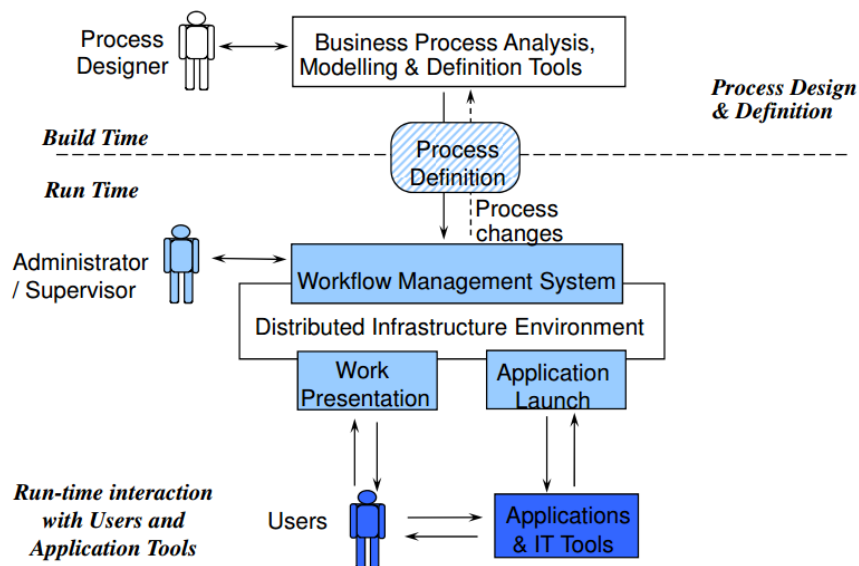 Process
Designer
Business Process Analysis,
Modelling & Definition Tools
Process Design
& Definition
Build Time
Process
Definition
Run Time
Process
changes
Administrator
/ Supervisor
Workflow Management System
Distributed Infrastructure Environment
Work
Presentation
Application
Launch
Run-time interaction
with Users and
Application Tools
Users
Applications
& IT Tools